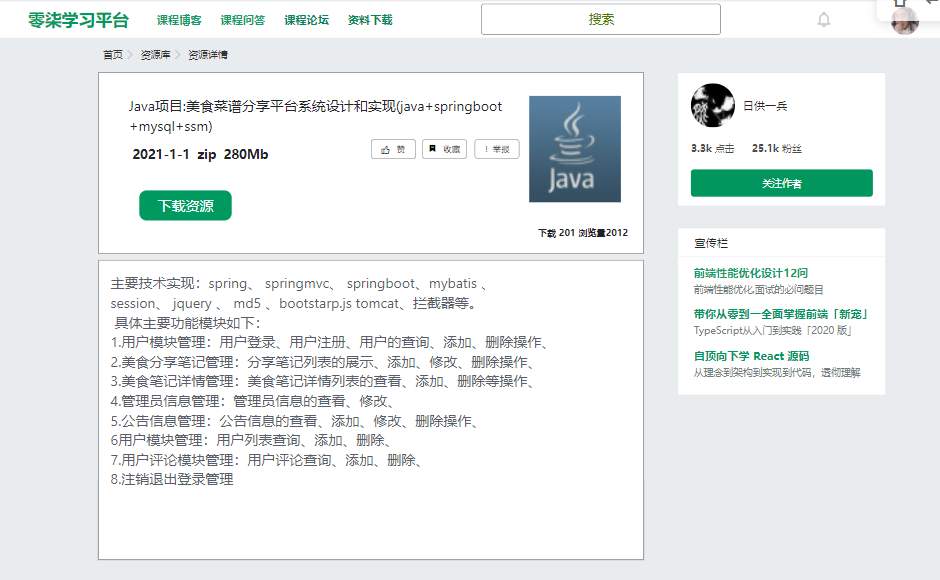 零柒学习平台 课程博客 课程问答 课程论坛 资料下载 搜索
首页 > 资源库 > 资源详情
Java项目:美食菜谱分享平台系统设计和实现(java+springboot
+mysql+ssm)
2021-1-1 zip 280Mb
赞 收藏 ! 举报
Java
下载资源
下载 201 浏览量2012
主要技术实现：spring、 springmvc、 springboot、mybatis 、
session、 jquery 、 md5 、bootstarp.js tomcat、拦截器等。
具体主要功能模块如下：
1.用户模块管理：用户登录、用户注册、用户的查询、添加、删除操作、
2.美食分享笔记管理：分享笔记列表的展示、添加、修改、删除操作、
3.美食笔记详情管理：美食笔记详情列表的查看、添加、删除等操作、
4.管理员信息管理：管理员信息的查看、修改、
5.公告信息管理：公告信息的查看、添加、修改、删除操作、
6用户模块管理：用户列表查询、添加、删除、
7.用户评论模块管理：用户评论查询、添加、删除、
8.注销退出登录管理
日供一兵
3.3k 点击 25.1k 粉丝
关注作者
宣传栏
前端性能优化设计12问
前端性能优化,面试的必问题目
带你从零到一全面掌握前端「新宠」
TypeScript从入门到实践「2020 版」
自顶向下学 React 源码
从理念到架构到实现到代码，透彻理解